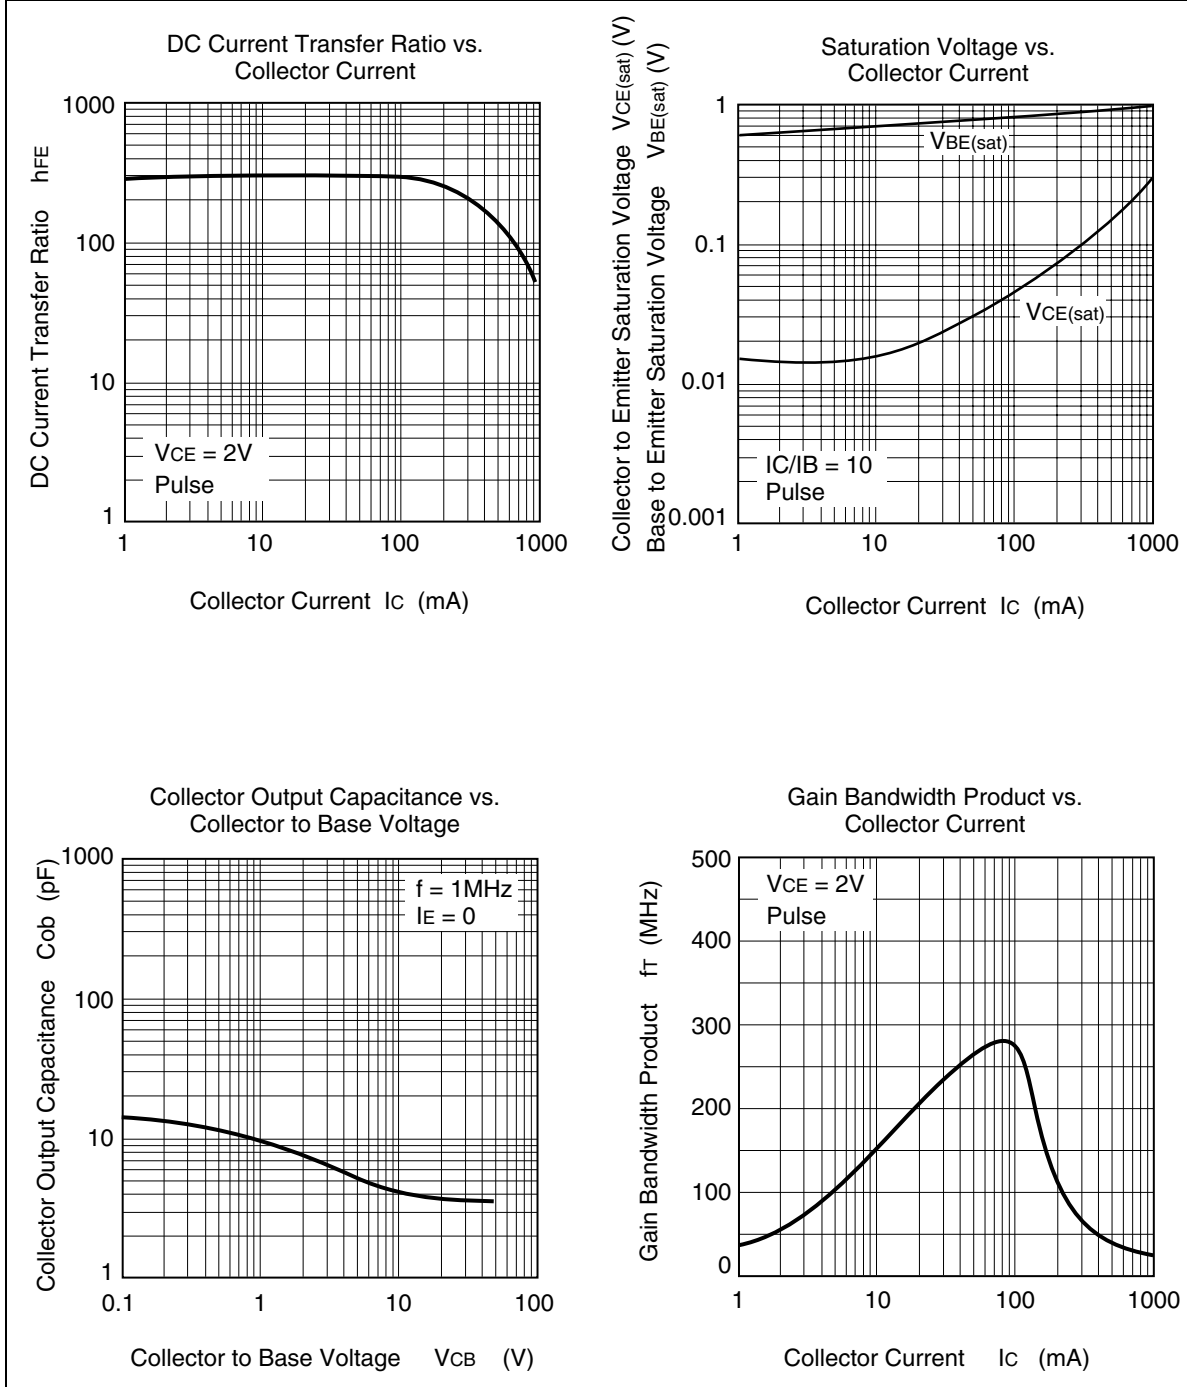 DC Current Transfer Ratio vs.
Collector Current
DC Current Transfer Ratio hFE
1000
100
10
1
VCE = 2V
Pulse
1 10 100 1000
Collector Current IC (mA)
Saturation Voltage vs.
Collector Current
Collector to Emitter Saturation Voltage VCE(sat) (V)
Base to Emitter Saturation Voltage VBE(sat) (V)
1
0.1
0.01
0.001
VBE(sat)
VCE(sat)
IC/IB = 10
Pulse
1 10 100 1000
Collector Current IC (mA)
Collector Output Capacitance vs.
Collector to Base Voltage
Collector Output Capacitance Cob (pF)
1000
100
10
1
f = 1MHz
IE = 0
0.1 1 10 100
Collector to Base Voltage VCB (V)
Gain Bandwidth Product vs.
Collector Current
Gain Bandwidth Product fT (MHz)
500
400
300
200
100
0
VCE = 2V
Pulse
1 10 100 1000
Collector Current IC (mA)